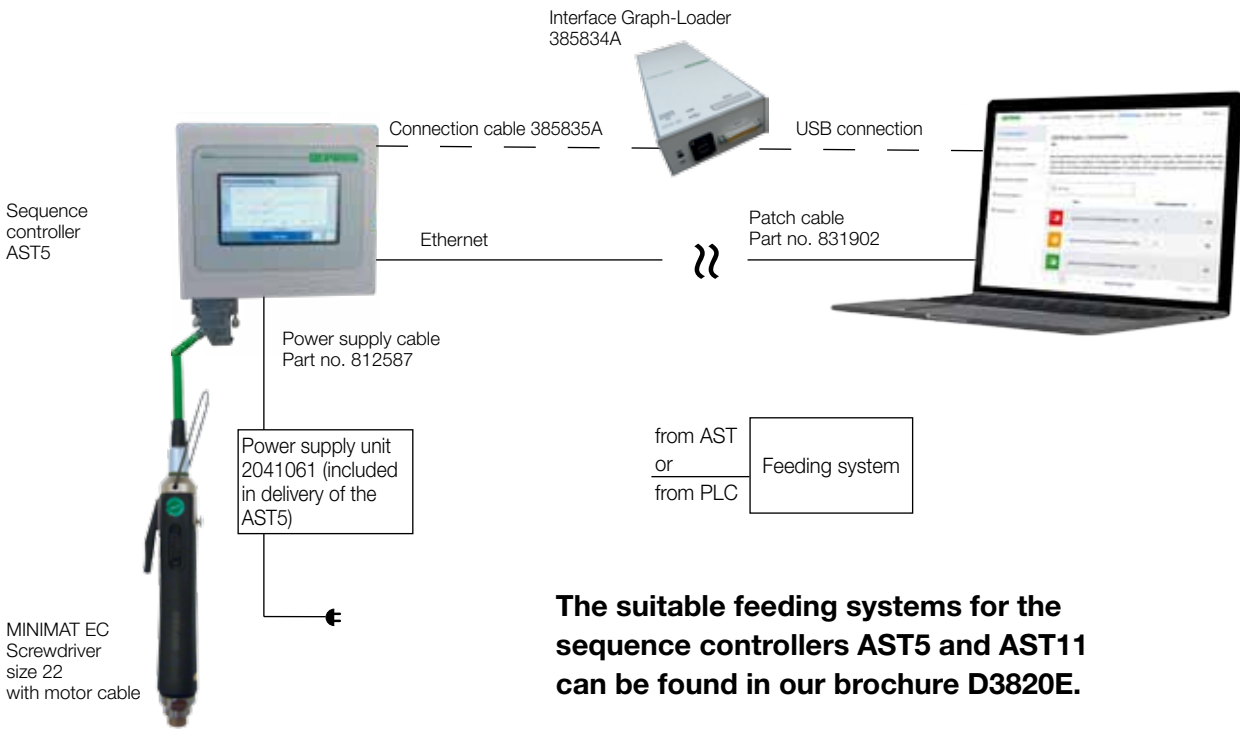 Interface Graph-Loader
385834A
Connection cable 385835A
USB connection
Sequence
controller
AST5
Ethernet
Patch cable
Part no. 831902
Power supply cable
Part no. 812587
Power supply unit
2041061 (included
in delivery of the
AST5)
from AST
or
from PLC
Feeding system
MINIMAT EC
Screwdriver
size 22
with motor cable
The suitable feeding systems for the
sequence controllers AST5 and AST11
can be found in our brochure D3820E.